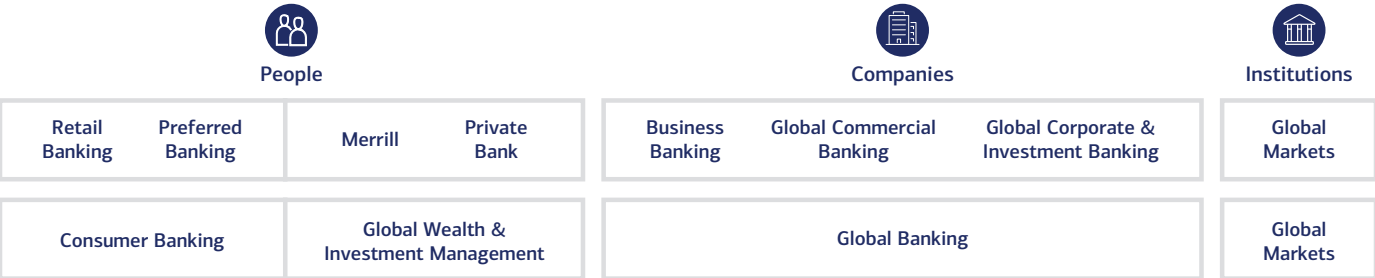 People
Companies
Institutions
Retail
Banking
Preferred
Banking
Merrill
Private
Bank
Business
Banking
Global Commercial
Banking
Global Corporate &
Investment Banking
Global
Markets
Consumer Banking
Global Wealth &
Investment Management
Global Banking
Global
Markets